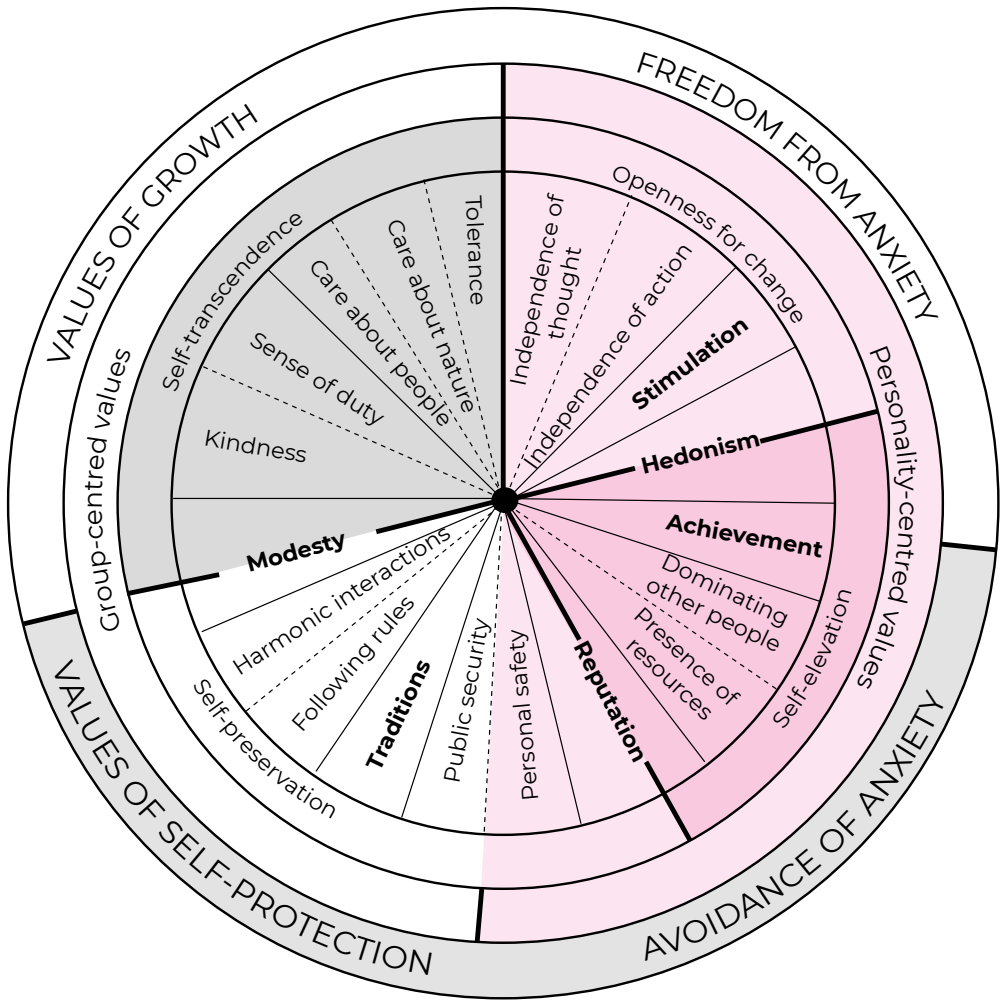 VALUES OF GROWTH
FREEDOM FROM ANXIETY
AVOIDANCE OF ANXIETY
VALUES OF SELF-PROTECTION
Group-centred values
Personality-centred values
Self-transcendence
Openness for change
Self-elevation
Self-preservation
Independence of
thought
Independence of action
Stimulation
Hedonism
Achievement
Dominating
other people
Presence of
resources
Reputation
Personal safety
Public security
Traditions
Following rules
Harmonic interactions
Modesty
Kindness
Sense of duty
Care about people
Care about nature
Tolerance